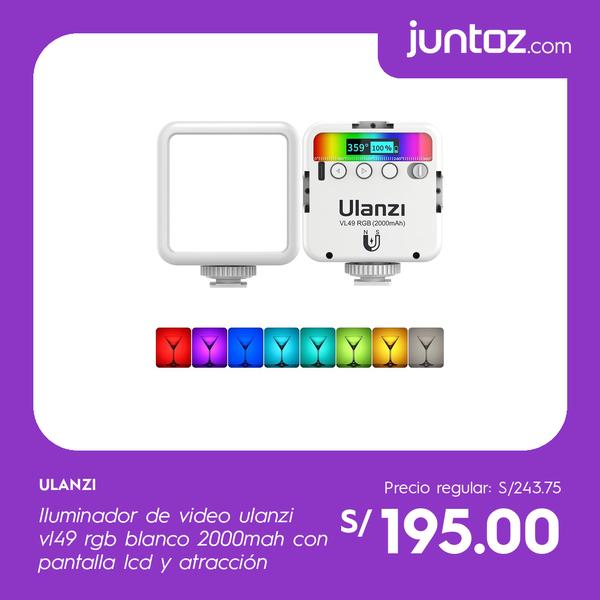 juntoz.com
359° 100 %
Ulanzi
VL49 RGB (2000mAh)
N S
ULANZI
Iluminador de video ulanzi
vl49 rgb blanco 2000mah con
pantalla lcd y atracción
Precio regular: S/243.75
S/195.00